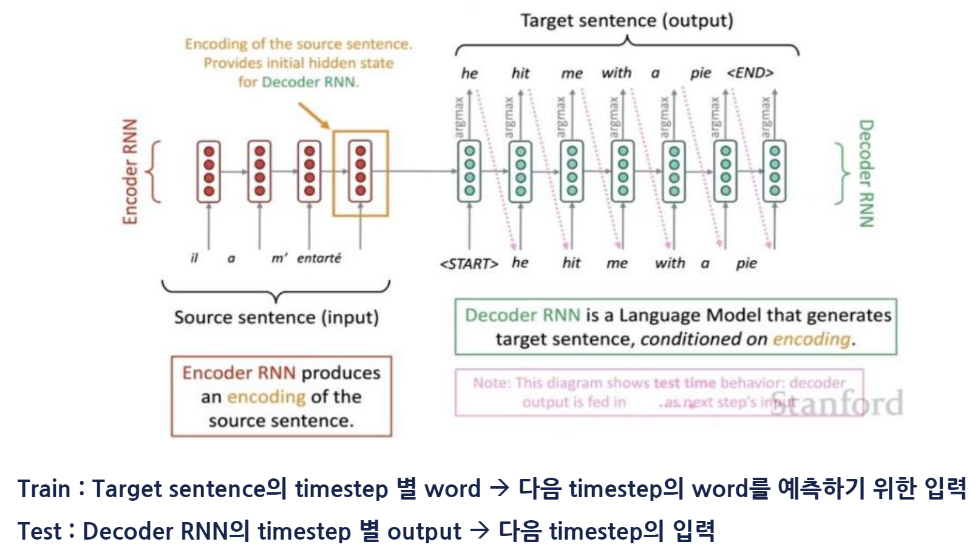 Target sentence (output)
Encoding of the source sentence.
Provides initial hidden state
for Decoder RNN.
he hit me with a pie <END>
argmax argmax argmax argmax argmax argmax argmax
Encoder RNN
Decoder RNN
il a m' entarté
<START> he hit me with a pie
Source sentence (input)
Decoder RNN is a Language Model that generates
target sentence, conditioned on encoding.
Encoder RNN produces
an encoding of the
source sentence.
Note: This diagram shows test time behavior: decoder
output is fed in as next step's input
Stanford
Train : Target sentence의 timestep 별 word → 다음 timestep의 word를 예측하기 위한 입력
Test : Decoder RNN의 timestep 별 output → 다음 timestep의 입력